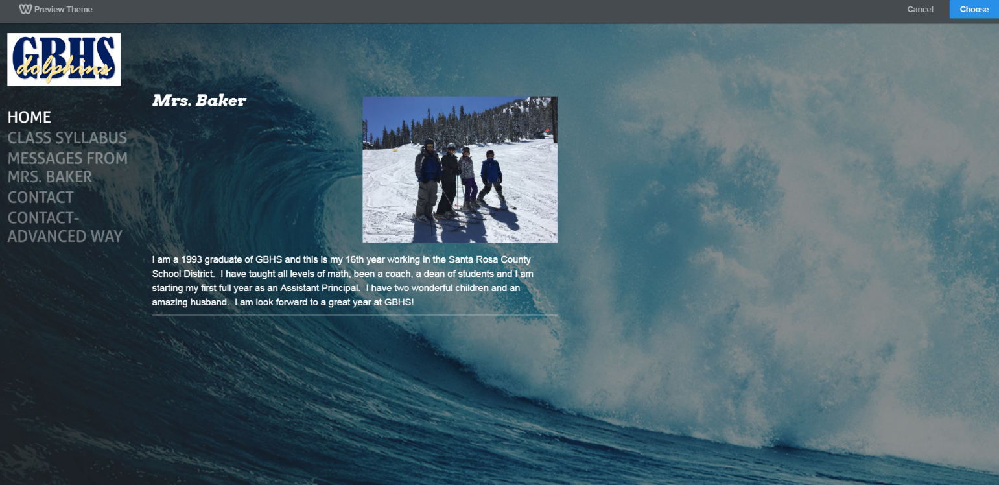 Preview Theme
Cancel
Choose
GBHS
dolphins
HOME
CLASS SYLLABUS
MESSAGES FROM
MRS. BAKER
CONTACT
CONTACT-
ADVANCED WAY
Mrs. Baker
I am a 1993 graduate of GBHS and this is my 16th year working in the Santa Rosa County
School District.  I have taught all levels of math, been a coach, a dean of students and I am
starting my first full year as an Assistant Principal.  I have two wonderful children and an
amazing husband.  I am look forward to a great year at GBHS!